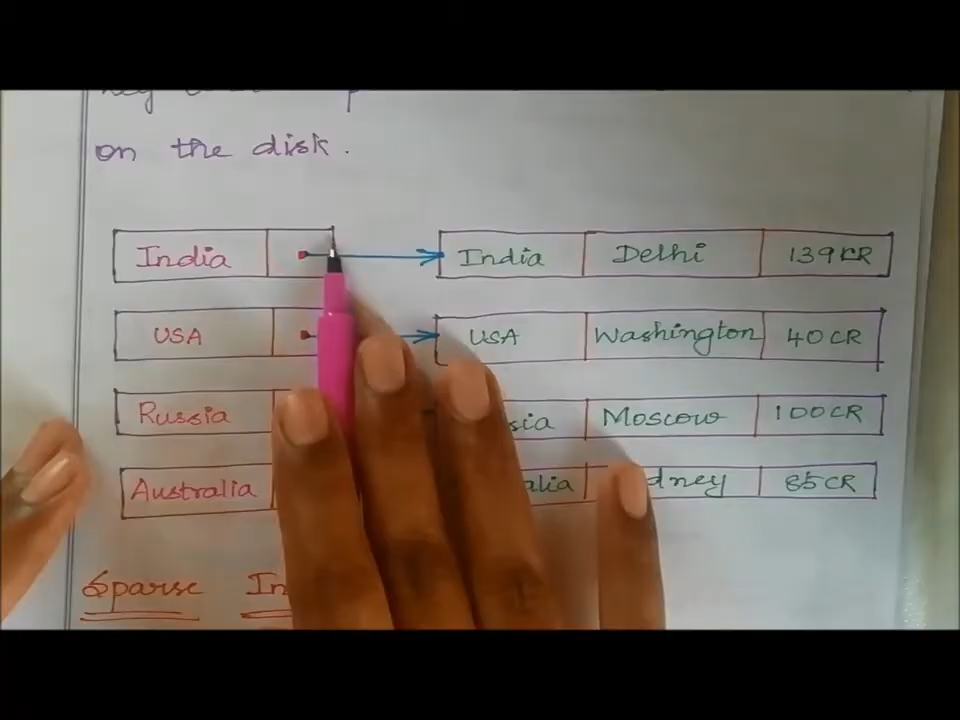 on the disk.
India India Delhi 139CR
USA USA Washington 40CR
Russia Moscow 100CR
Australia 85CR
Sparse